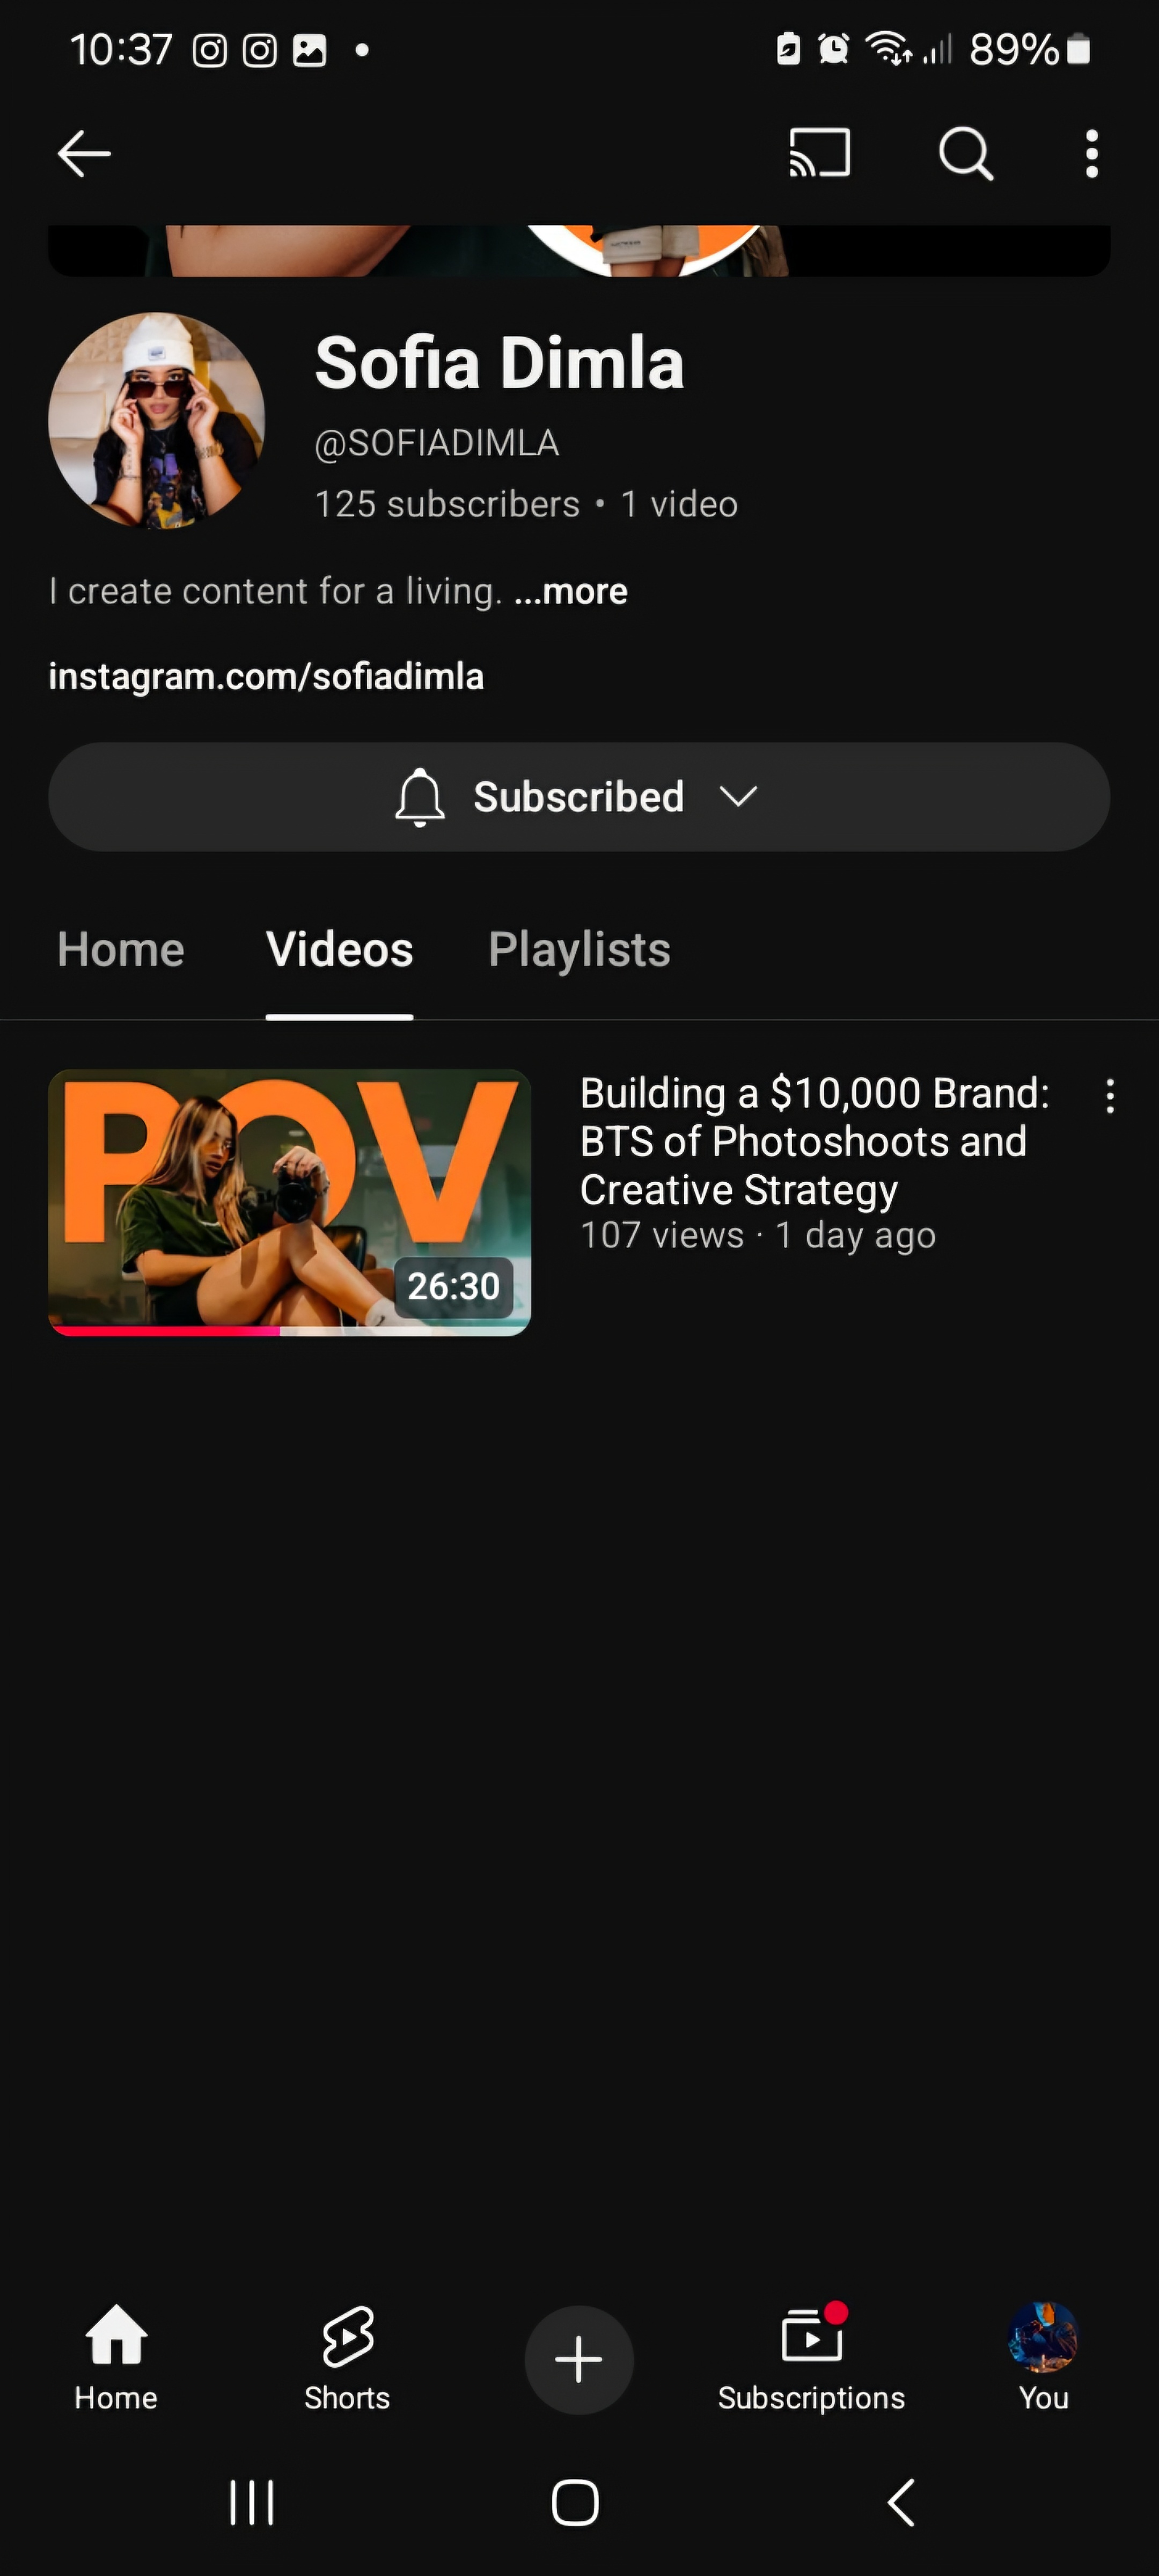 10:37
89%
Sofia Dimla
@SOFIADIMLA
125 subscribers • 1 video
I create content for a living. ...more
instagram.com/sofiadimla
Subscribed
Home Videos Playlists
POV
26:30
Building a $10,000 Brand:
BTS of Photoshoots and
Creative Strategy
107 views · 1 day ago
Home Shorts Subscriptions You